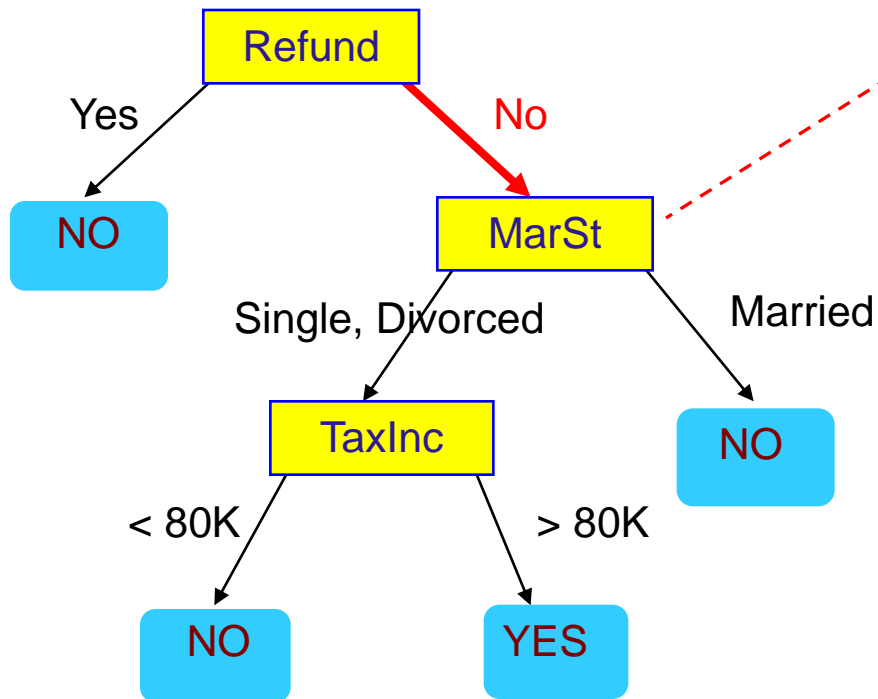 Refund
Yes
No
NO
MarSt
Single, Divorced
Married
TaxInc
NO
< 80K
> 80K
NO
YES